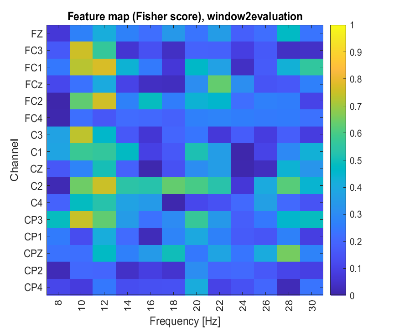 Feature map (Fisher score), window2evaluation
FZ
FC3
FC1
FCz
FC2
FC4
C3
C1
CZ
C2
C4
CP3
CP1
CPZ
CP2
CP4
Channel
8 10 12 14 16 18 20 22 24 26 28 30
Frequency [Hz]
1
0.9
0.8
0.7
0.6
0.5
0.4
0.3
0.2
0.1
0